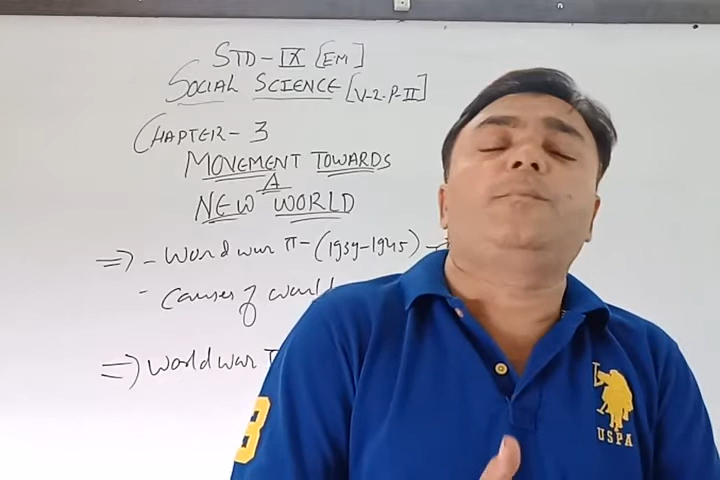 STD - IX [EM]
SOCIAL SCIENCE [V-2-P-II]
CHAPTER - 3
MOVEMENT TOWARDS
A
NEW WORLD
⇒ - World war II - (1939-1945) -
- Causes of world
⇒ World war
3
USPA